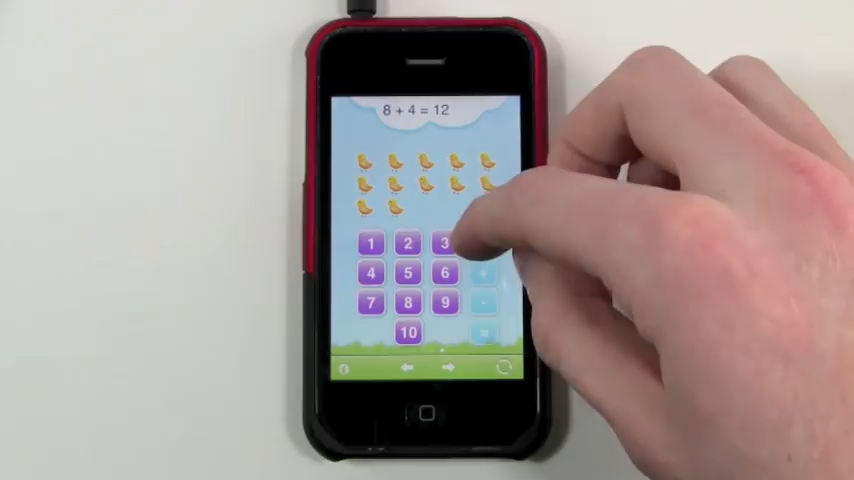 8 + 4 = 12
1 2 3
4 5 6 +
7 8 9 -
10 =